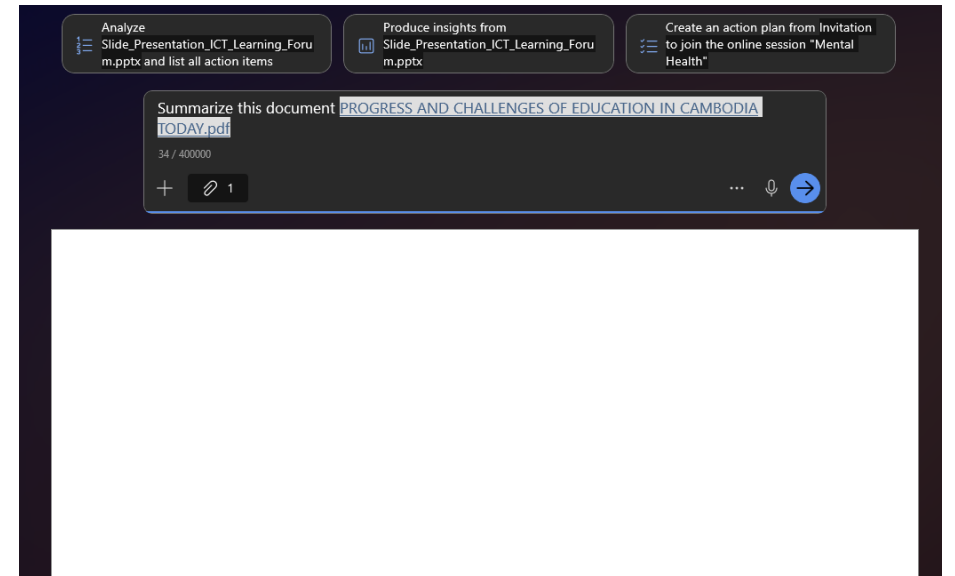 Analyze
Slide_Presentation_ICT_Learning_Foru
m.pptx and list all action items
Produce insights from
Slide_Presentation_ICT_Learning_Foru
m.pptx
Create an action plan from Invitation
to join the online session "Mental
Health"
Summarize this document PROGRESS AND CHALLENGES OF EDUCATION IN CAMBODIA
TODAY.pdf
34 / 400000
1